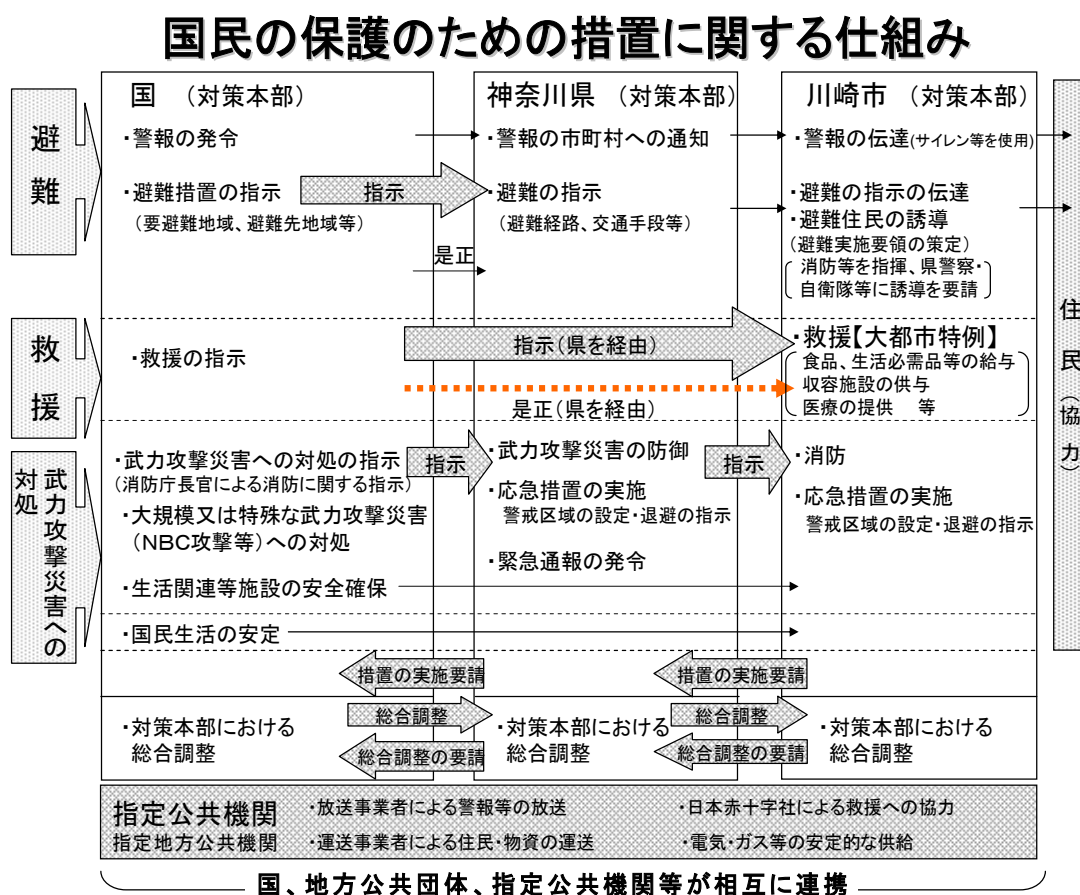 国民の保護のための措置に関する仕組み
避難
国 （対策本部）
・警報の発令
・避難措置の指示
（要避難地域、避難先地域等）
指示
是正
神奈川県（対策本部）
・警報の市町村への通知
・避難の指示
（避難経路、交通手段等）
川崎市（対策本部）
・警報の伝達(サイレン等を使用)
・避難の指示の伝達
・避難住民の誘導
（避難実施要領の策定）
消防等を指揮、県警察・
自衛隊等に誘導を要請
住民（協力）
救援
・救援の指示
指示（県を経由）
是正（県を経由）
・救援【大都市特例】
食品、生活必需品等の給与
収容施設の供与
医療の提供　等
武力攻撃災害への
対処
・武力攻撃災害への対処の指示
（消防庁長官による消防に関する指示）
・大規模又は特殊な武力攻撃災害
（ＮＢＣ攻撃等）への対処
・生活関連等施設の安全確保
・国民生活の安定
指示
・武力攻撃災害の防御
・応急措置の実施
警戒区域の設定・退避の指示
・緊急通報の発令
指示
・消防
・応急措置の実施
警戒区域の設定・退避の指示
措置の実施要請
措置の実施要請
・対策本部における
総合調整
総合調整
総合調整の要請
・対策本部における
総合調整
総合調整
総合調整の要請
・対策本部における
総合調整
指定公共機関
指定地方公共機関
・放送事業者による警報等の放送
・運送事業者による住民・物資の運送
・日本赤十字社による救援への協力
・電気・ガス等の安定的な供給
国、地方公共団体、指定公共機関等が相互に連携